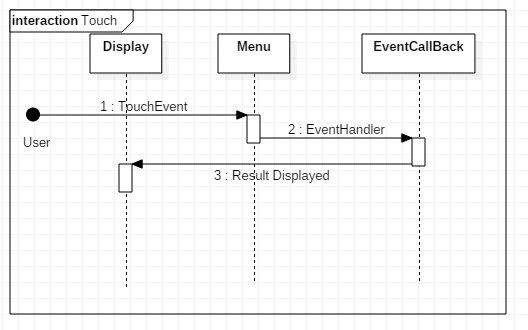 interaction Touch
Display
Menu
EventCallBack
1 : TouchEvent
2 : EventHandler
User
3 : Result Displayed